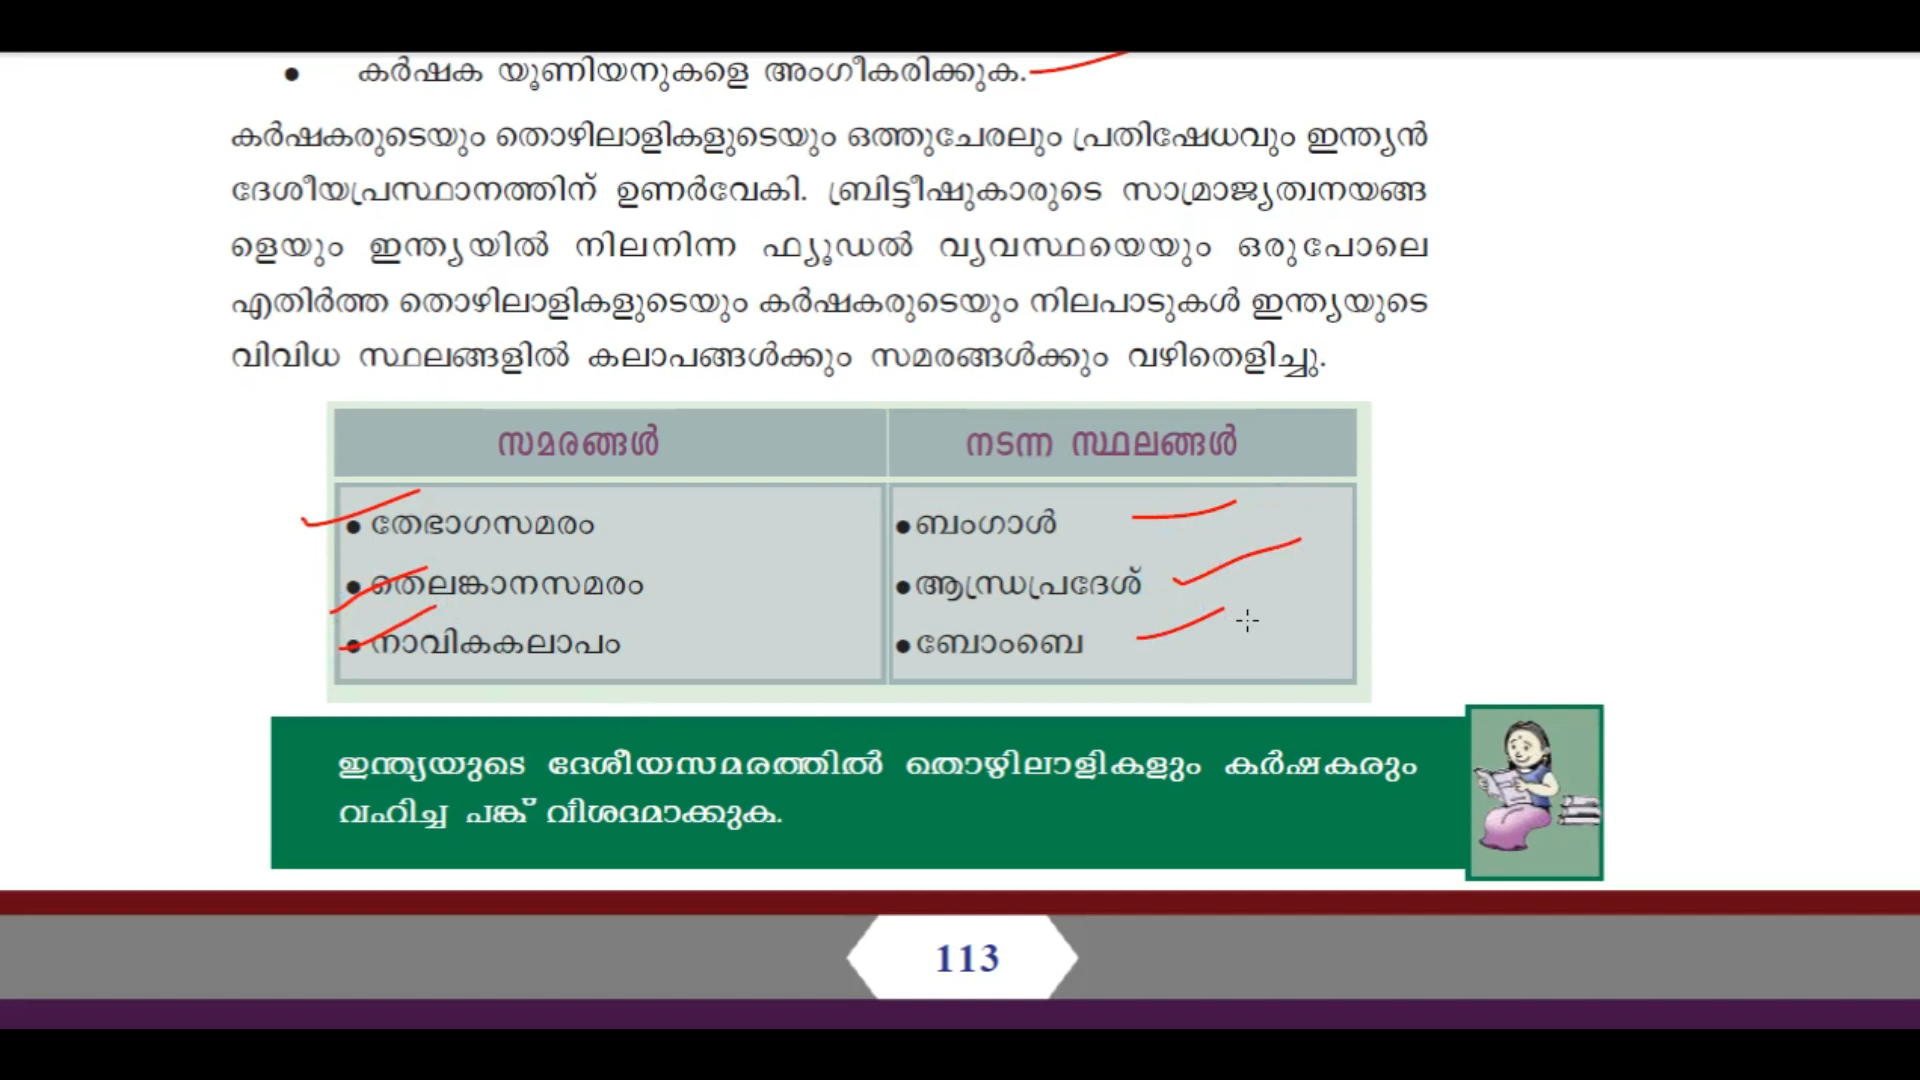 ● കർഷക യൂണിയനുകളെ അംഗീകരിക്കുക.
കർഷകരുടെയും തൊഴിലാളികളുടെയും ഒത്തുചേരലും പ്രതിഷേധവും ഇന്ത്യൻ
ദേശീയപ്രസ്ഥാനത്തിന് ഉണർവേകി. ബ്രിട്ടീഷുകാരുടെ സാമ്രാജ്യത്വനയങ്ങ
ളെയും ഇന്ത്യയിൽ നിലനിന്ന ഫ്യൂഡൽ വ്യവസ്ഥയെയും ഒരുപോലെ
എതിർത്ത തൊഴിലാളികളുടെയും കർഷകരുടെയും നിലപാടുകൾ ഇന്ത്യയുടെ
വിവിധ സ്ഥലങ്ങളിൽ കലാപങ്ങൾക്കും സമരങ്ങൾക്കും വഴിതെളിച്ചു.
സമരങ്ങൾ നടന്ന സ്ഥലങ്ങൾ
● തേഭാഗസമരം ● ബംഗാൾ
● തെലങ്കാനസമരം ● ആന്ധ്രപ്രദേശ്
● നാവികകലാപം ● ബോംബെ
ഇന്ത്യയുടെ ദേശീയസമരത്തിൽ തൊഴിലാളികളും കർഷകരും
വഹിച്ച പങ്ക് വിശദമാക്കുക.
113